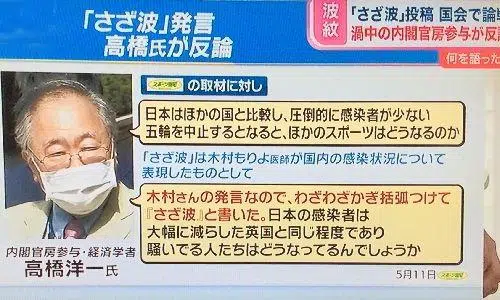 「さざ波」発言
高橋氏が反論
波紋
「さざ波」投稿 国会で論
渦中の内閣官房参与が反
何を語った
の取材に対し
日本はほかの国と比較し、圧倒的に感染者が少ない
五輪を中止するとなると、ほかのスポーツはどうなるのか
「さざ波」は木村もりよ医師が国内の感染状況について
表現したものとして
木村さんの発言なので、わざわざかぎ括弧つけて
『さざ波』と書いた。日本の感染者は
大幅に減らした英国と同じ程度であり
騒いでる人たちはどうなってるんでしょうか
内閣官房参与・経済学者
高橋洋一氏
5月11日